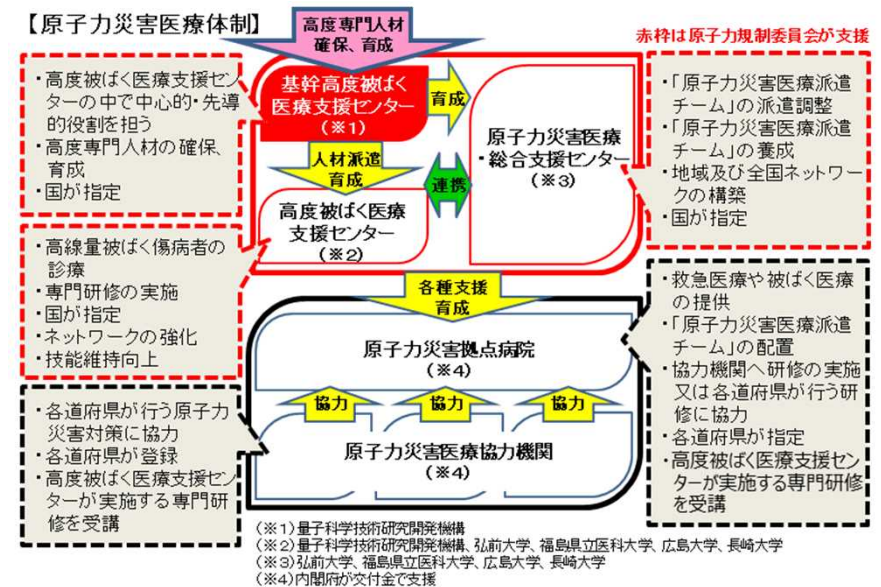 【原子力災害医療体制】
高度専門人材
確保、育成
赤枠は原子力規制委員会が支援
・高度被ばく医療支援セン
ターの中で中心的・先導
的役割を担う
・高度専門人材の確保、
育成
・国が指定
基幹高度被ばく
医療支援センター
(※1)
育成
原子力災害医療
・総合支援センター
(※3)
・「原子力災害医療派遣
チーム」の派遣調整
・「原子力災害医療派遣
チーム」の養成
・地域及び全国ネットワー
クの構築
・国が指定
人材派遣
育成
連携
高度被ばく医療
支援センター
(※2)
・高線量被ばく傷病者の
診療
・専門研修の実施
・国が指定
・ネットワークの強化
・技能維持向上
各種支援
育成
・救急医療や被ばく医療
の提供
・「原子力災害医療派遣
チーム」の配置
・協力機関へ研修の実施
又は各道府県が行う研
修に協力
・各道府県が指定
・高度被ばく医療支援セン
ターが実施する専門研修
を受講
原子力災害拠点病院
(※4)
協力
協力
協力
原子力災害医療協力機関
(※4)
・各道府県が行う原子力
災害対策に協力
・各道府県が登録
・高度被ばく医療支援セン
ターが実施する専門研
修を受講
(※1)量子科学技術研究開発機構
(※2)量子科学技術研究開発機構、弘前大学、福島県立医科大学、広島大学、長崎大学
(※3)弘前大学、福島県立医科大学、広島大学、長崎大学
(※4)内閣府が交付金で支援